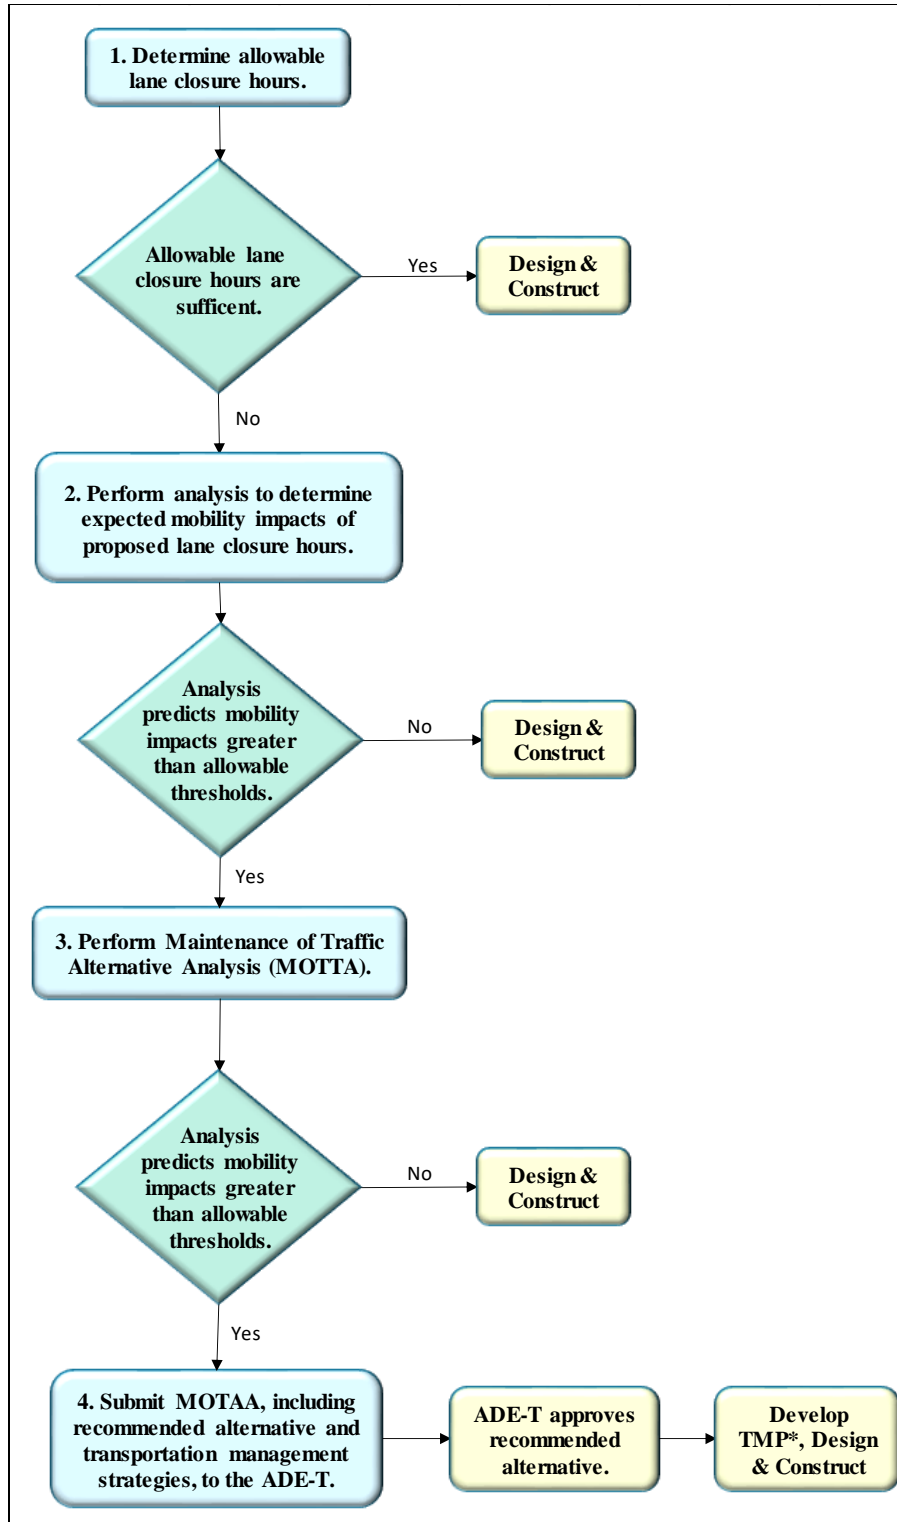 1. Determine allowable
lane closure hours.
Allowable lane
closure hours are
sufficent.
Yes
Design &
Construct
No
2. Perform analysis to determine
expected mobility impacts of
proposed lane closure hours.
Analysis
predicts mobility
impacts greater
than allowable
thresholds.
No
Design &
Construct
Yes
3. Perform Maintenance of Traffic
Alternative Analysis (MOTTA).
Analysis
predicts mobility
impacts greater
than allowable
thresholds.
No
Design &
Construct
Yes
4. Submit MOTAA, including
recommended alternative and
transportation management
strategies, to the ADE-T.
ADE-T approves
recommended
alternative.
Develop
TMP*, Design
& Construct